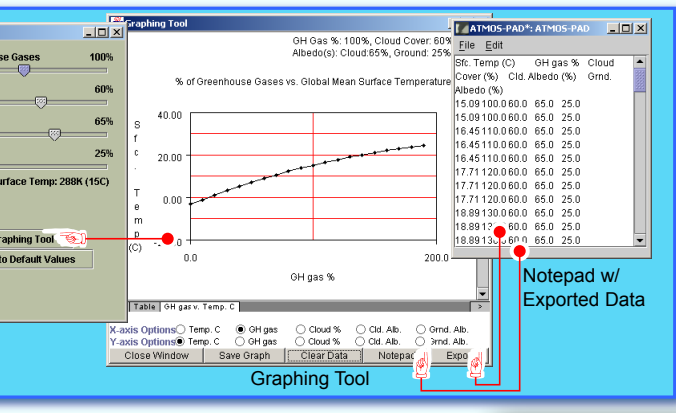 se Gases 100%
60%
65%
25%
urface Temp: 288K (15C)
raphing Tool
to Default Values
Graphing Tool
GH Gas %: 100%, Cloud Cover: 60%
Albedo(s): Cloud:65%, Ground: 25%
% of Greenhouse Gases vs. Global Mean Surface Temperature
S
f
c
.
T
e
m
p
(C)
40.00
20.00
0.00
0.0 200.0
GH gas %
Table GH gas v. Temp. C >
X-axis Options Temp. C GH gas Cloud % Cld. Alb. Grnd. Alb.
Y-axis Options Temp. C GH gas Cloud % Cld. Alb. Grnd. Alb.
Close Window Save Graph Clear Data Notepad Expo
Graphing Tool
ATMOS-PAD*: ATMOS-PAD
File Edit
Sfc. Temp (C) GH gas % Cloud
Cover (%) Cld. Albedo (%) Grnd.
Albedo (%)
15.09 100.0 60.0 65.0 25.0
15.09 100.0 60.0 65.0 25.0
16.45 110.0 60.0 65.0 25.0
16.45 110.0 60.0 65.0 25.0
16.45 110.0 60.0 65.0 25.0
17.71 120.0 60.0 65.0 25.0
17.71 120.0 60.0 65.0 25.0
17.71 120.0 60.0 65.0 25.0
18.89 130.0 60.0 65.0 25.0
18.89 60.0 65.0 25.0
18.89 60.0 65.0 25.0
Notepad w/
Exported Data